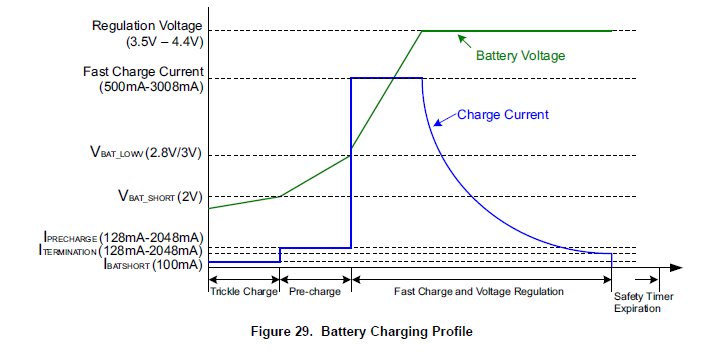 Regulation Voltage
(3.5V – 4.4V)
Battery Voltage
Fast Charge Current
(500mA-3008mA)
Charge Current
VBAT_LOWV (2.8V/3V)
VBAT_SHORT (2V)
IPRECHARGE (128mA-2048mA)
ITERMINATION (128mA-2048mA)
IBATSHORT (100mA)
Trickle Charge
Pre-charge
Fast Charge and Voltage Regulation
Safety Timer
Expiration
Figure 29. Battery Charging Profile